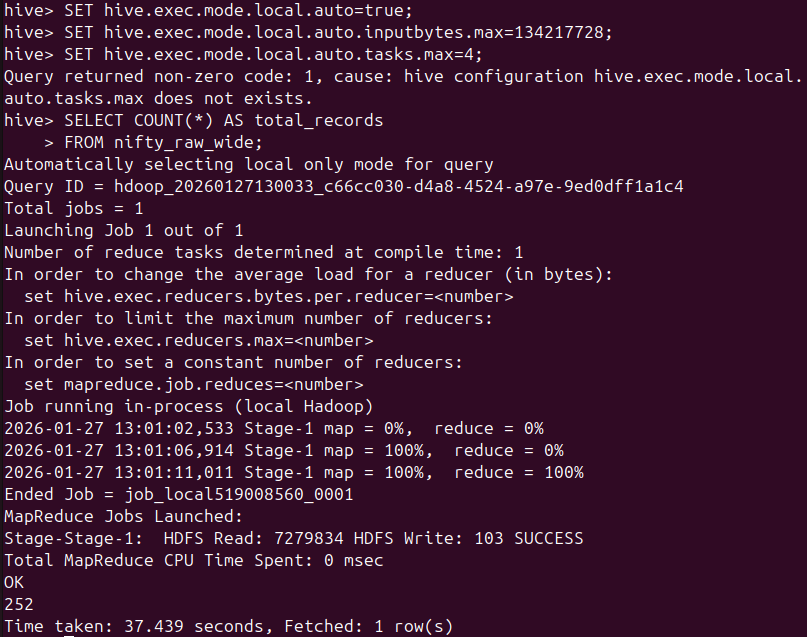 hive> SET hive.exec.mode.local.auto=true;
hive> SET hive.exec.mode.local.auto.inputbytes.max=134217728;
hive> SET hive.exec.mode.local.auto.tasks.max=4;
Query returned non-zero code: 1, cause: hive configuration hive.exec.mode.local.
auto.tasks.max does not exists.
hive> SELECT COUNT(*) AS total_records
    > FROM nifty_raw_wide;
Automatically selecting local only mode for query
Query ID = hdoop_20260127130033_c66cc030-d4a8-4524-a97e-9ed0dff1a1c4
Total jobs = 1
Launching Job 1 out of 1
Number of reduce tasks determined at compile time: 1
In order to change the average load for a reducer (in bytes):
  set hive.exec.reducers.bytes.per.reducer=<number>
In order to limit the maximum number of reducers:
  set hive.exec.reducers.max=<number>
In order to set a constant number of reducers:
  set mapreduce.job.reduces=<number>
Job running in-process (local Hadoop)
2026-01-27 13:01:02,533 Stage-1 map = 0%,  reduce = 0%
2026-01-27 13:01:06,914 Stage-1 map = 100%,  reduce = 0%
2026-01-27 13:01:11,011 Stage-1 map = 100%,  reduce = 100%
Ended Job = job_local519008560_0001
MapReduce Jobs Launched:
Stage-Stage-1:  HDFS Read: 7279834 HDFS Write: 103 SUCCESS
Total MapReduce CPU Time Spent: 0 msec
OK
252
Time taken: 37.439 seconds, Fetched: 1 row(s)